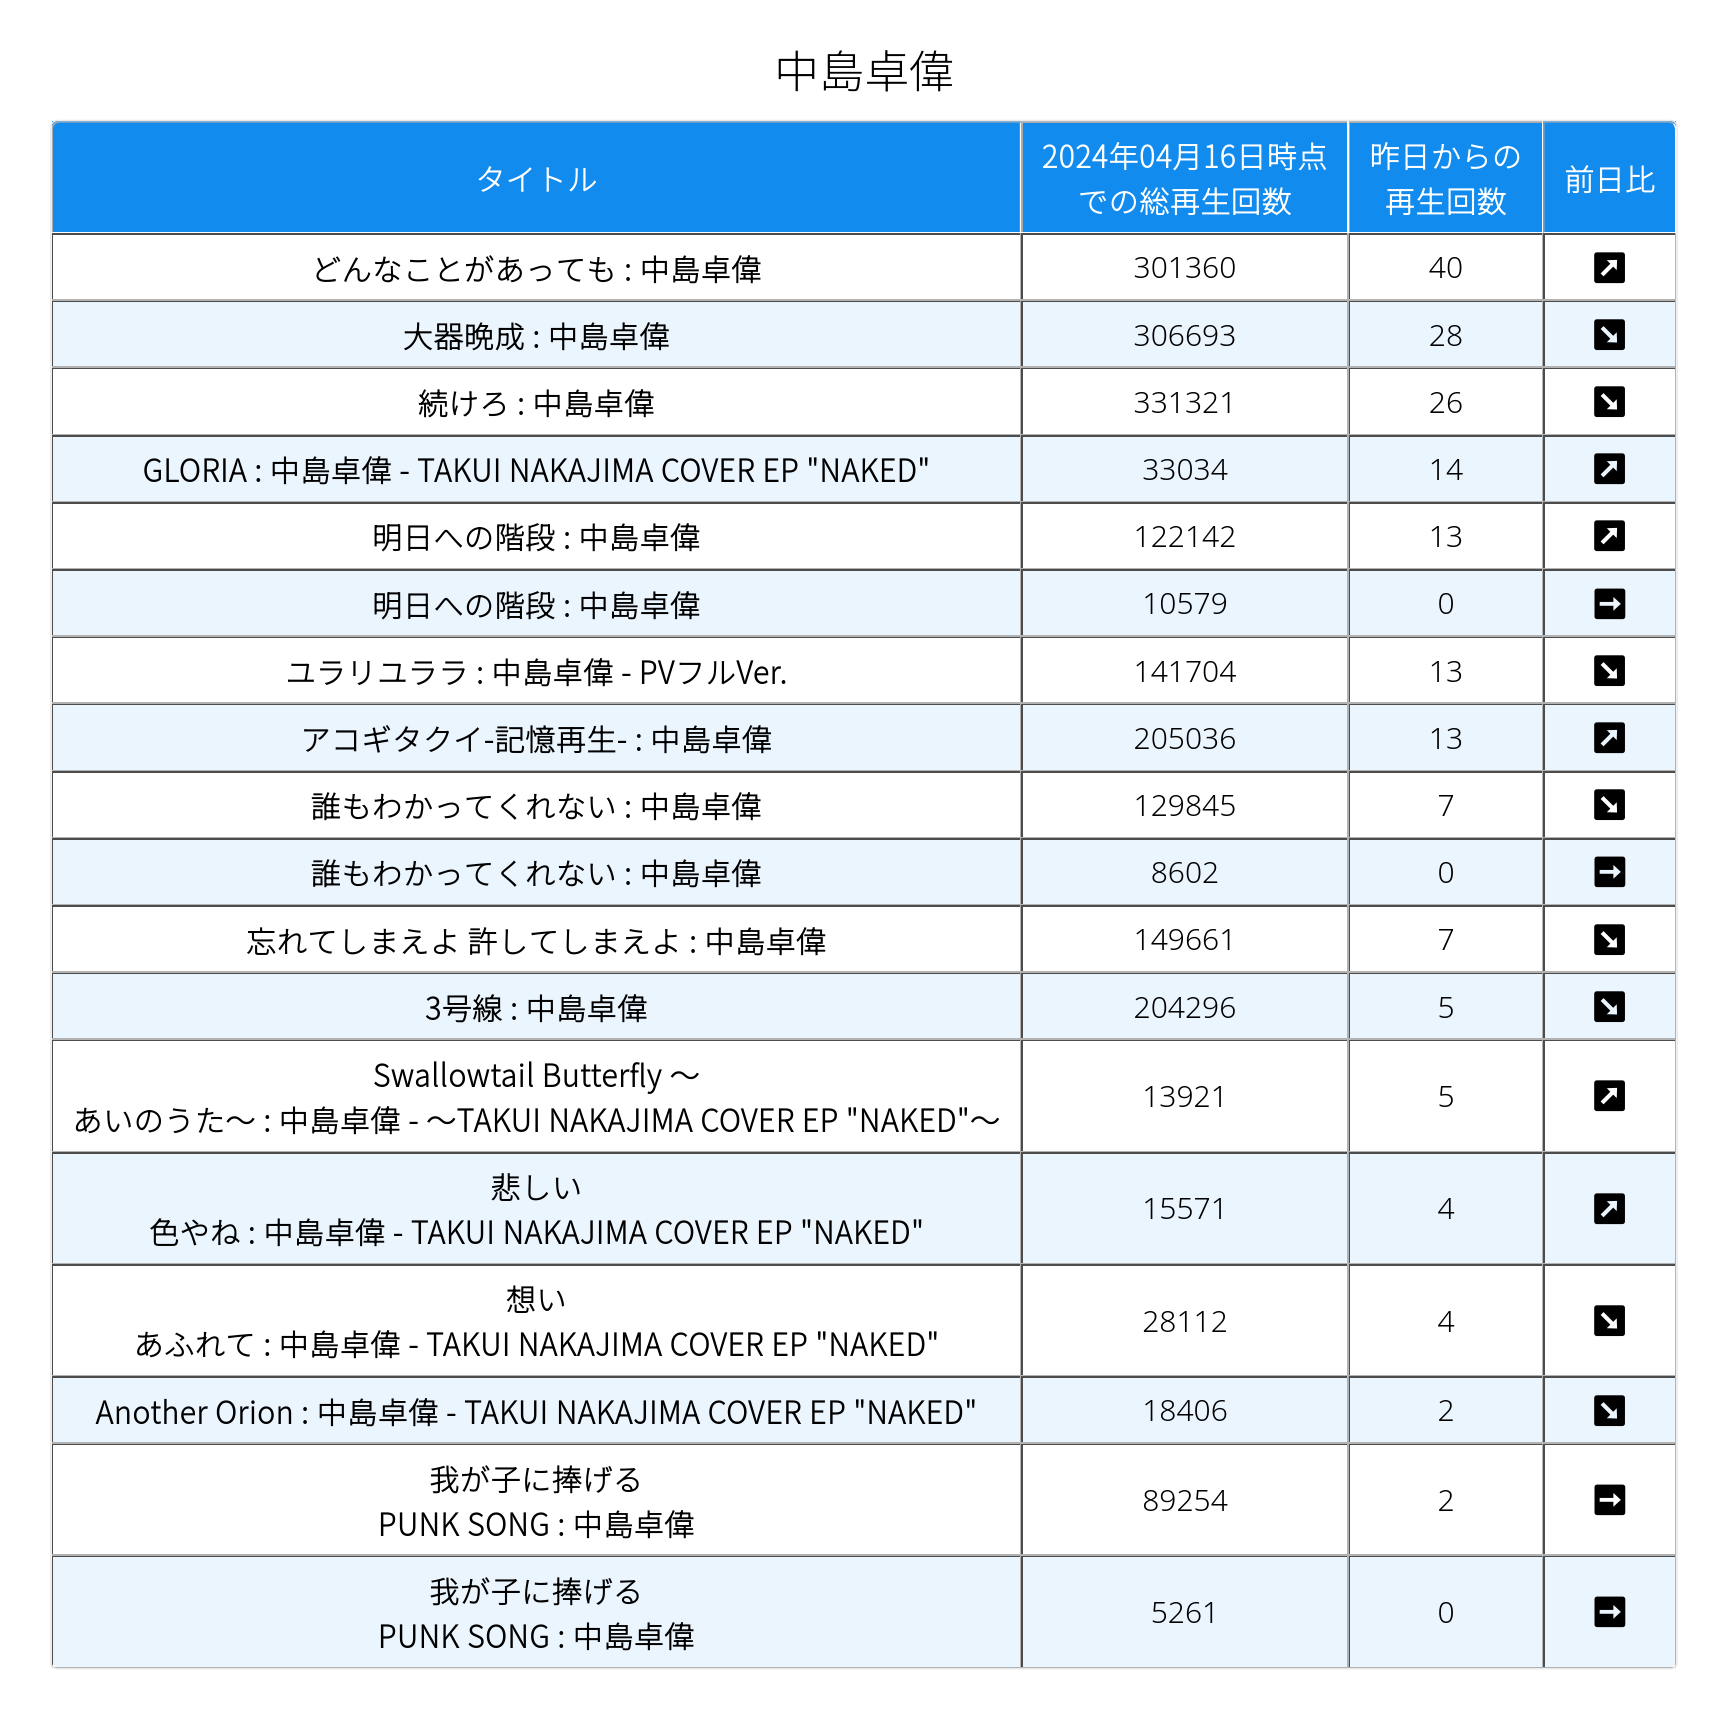 中島卓偉
タイトル 2024年04月16日時点での総再生回数 昨日からの再生回数 前日比
どんなことがあっても : 中島卓偉 301360 40 ↗
大器晩成 : 中島卓偉 306693 28 ↘
続けろ : 中島卓偉 331321 26 ↘
GLORIA : 中島卓偉 - TAKUI NAKAJIMA COVER EP "NAKED" 33034 14 ↗
明日への階段 : 中島卓偉 122142 13 ↗
明日への階段 : 中島卓偉 10579 0 →
ユラリユララ : 中島卓偉 - PVフルVer. 141704 13 ↘
アコギタクイ-記憶再生- : 中島卓偉 205036 13 ↗
誰もわかってくれない : 中島卓偉 129845 7 ↘
誰もわかってくれない : 中島卓偉 8602 0 →
忘れてしまえよ 許してしまえよ : 中島卓偉 149661 7 ↘
3号線 : 中島卓偉 204296 5 ↘
Swallowtail Butterfly 〜
あいのうた〜 : 中島卓偉 - 〜TAKUI NAKAJIMA COVER EP "NAKED"〜 13921 5 ↗
悲しい
色やね : 中島卓偉 - TAKUI NAKAJIMA COVER EP "NAKED" 15571 4 ↗
想い
あふれて : 中島卓偉 - TAKUI NAKAJIMA COVER EP "NAKED" 28112 4 ↘
Another Orion : 中島卓偉 - TAKUI NAKAJIMA COVER EP "NAKED" 18406 2 ↘
我が子に捧げる
PUNK SONG : 中島卓偉 89254 2 →
我が子に捧げる
PUNK SONG : 中島卓偉 5261 0 →